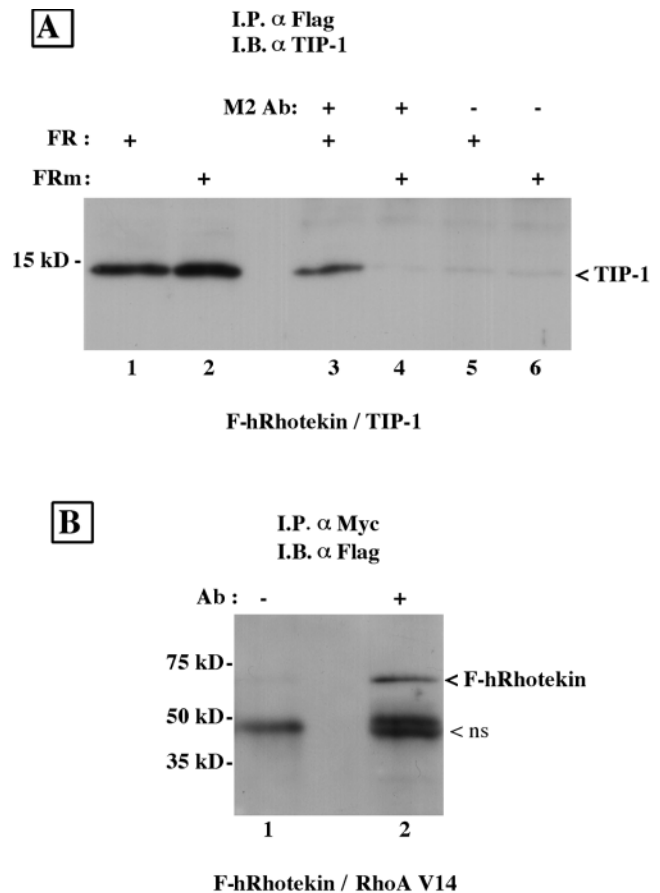 A
I.P. α Flag
I.B. α TIP-1
M2 Ab: + + - -
FR : + + +
FRm: + + +
15 kD -
< TIP-1
1 2 3 4 5 6
F-hRhotekin / TIP-1
B
I.P. α Myc
I.B. α Flag
Ab : - +
75 kD-
< F-hRhotekin
50 kD-
< ns
35 kD-
1 2
F-hRhotekin / RhoA V14